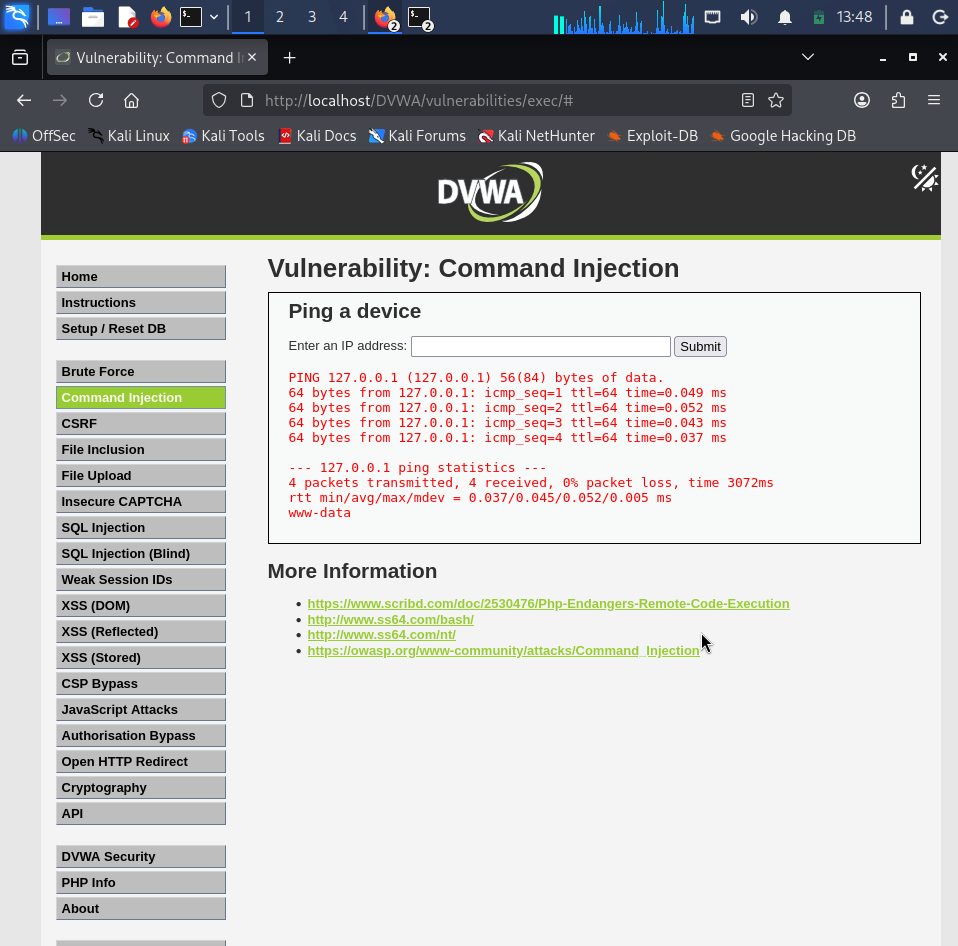 1 2 3 4 2 2 13:48
Vulnerability: Command I
http://localhost/DVWA/vulnerabilities/exec/#
OffSec Kali Linux Kali Tools Kali Docs Kali Forums Kali NetHunter Exploit-DB Google Hacking DB
DVWA
Home
Instructions
Setup / Reset DB
Brute Force
Command Injection
CSRF
File Inclusion
File Upload
Insecure CAPTCHA
SQL Injection
SQL Injection (Blind)
Weak Session IDs
XSS (DOM)
XSS (Reflected)
XSS (Stored)
CSP Bypass
JavaScript Attacks
Authorisation Bypass
Open HTTP Redirect
Cryptography
API
DVWA Security
PHP Info
About
Vulnerability: Command Injection
Ping a device
Enter an IP address: Submit
PING 127.0.0.1 (127.0.0.1) 56(84) bytes of data.
64 bytes from 127.0.0.1: icmp_seq=1 ttl=64 time=0.049 ms
64 bytes from 127.0.0.1: icmp_seq=2 ttl=64 time=0.052 ms
64 bytes from 127.0.0.1: icmp_seq=3 ttl=64 time=0.043 ms
64 bytes from 127.0.0.1: icmp_seq=4 ttl=64 time=0.037 ms
--- 127.0.0.1 ping statistics ---
4 packets transmitted, 4 received, 0% packet loss, time 3072ms
rtt min/avg/max/mdev = 0.037/0.045/0.052/0.005 ms
www-data
More Information
• https://www.scribd.com/doc/2530476/Php-Endangers-Remote-Code-Execution
• http://www.ss64.com/bash/
• http://www.ss64.com/nt/
• https://owasp.org/www-community/attacks/Command_Injection